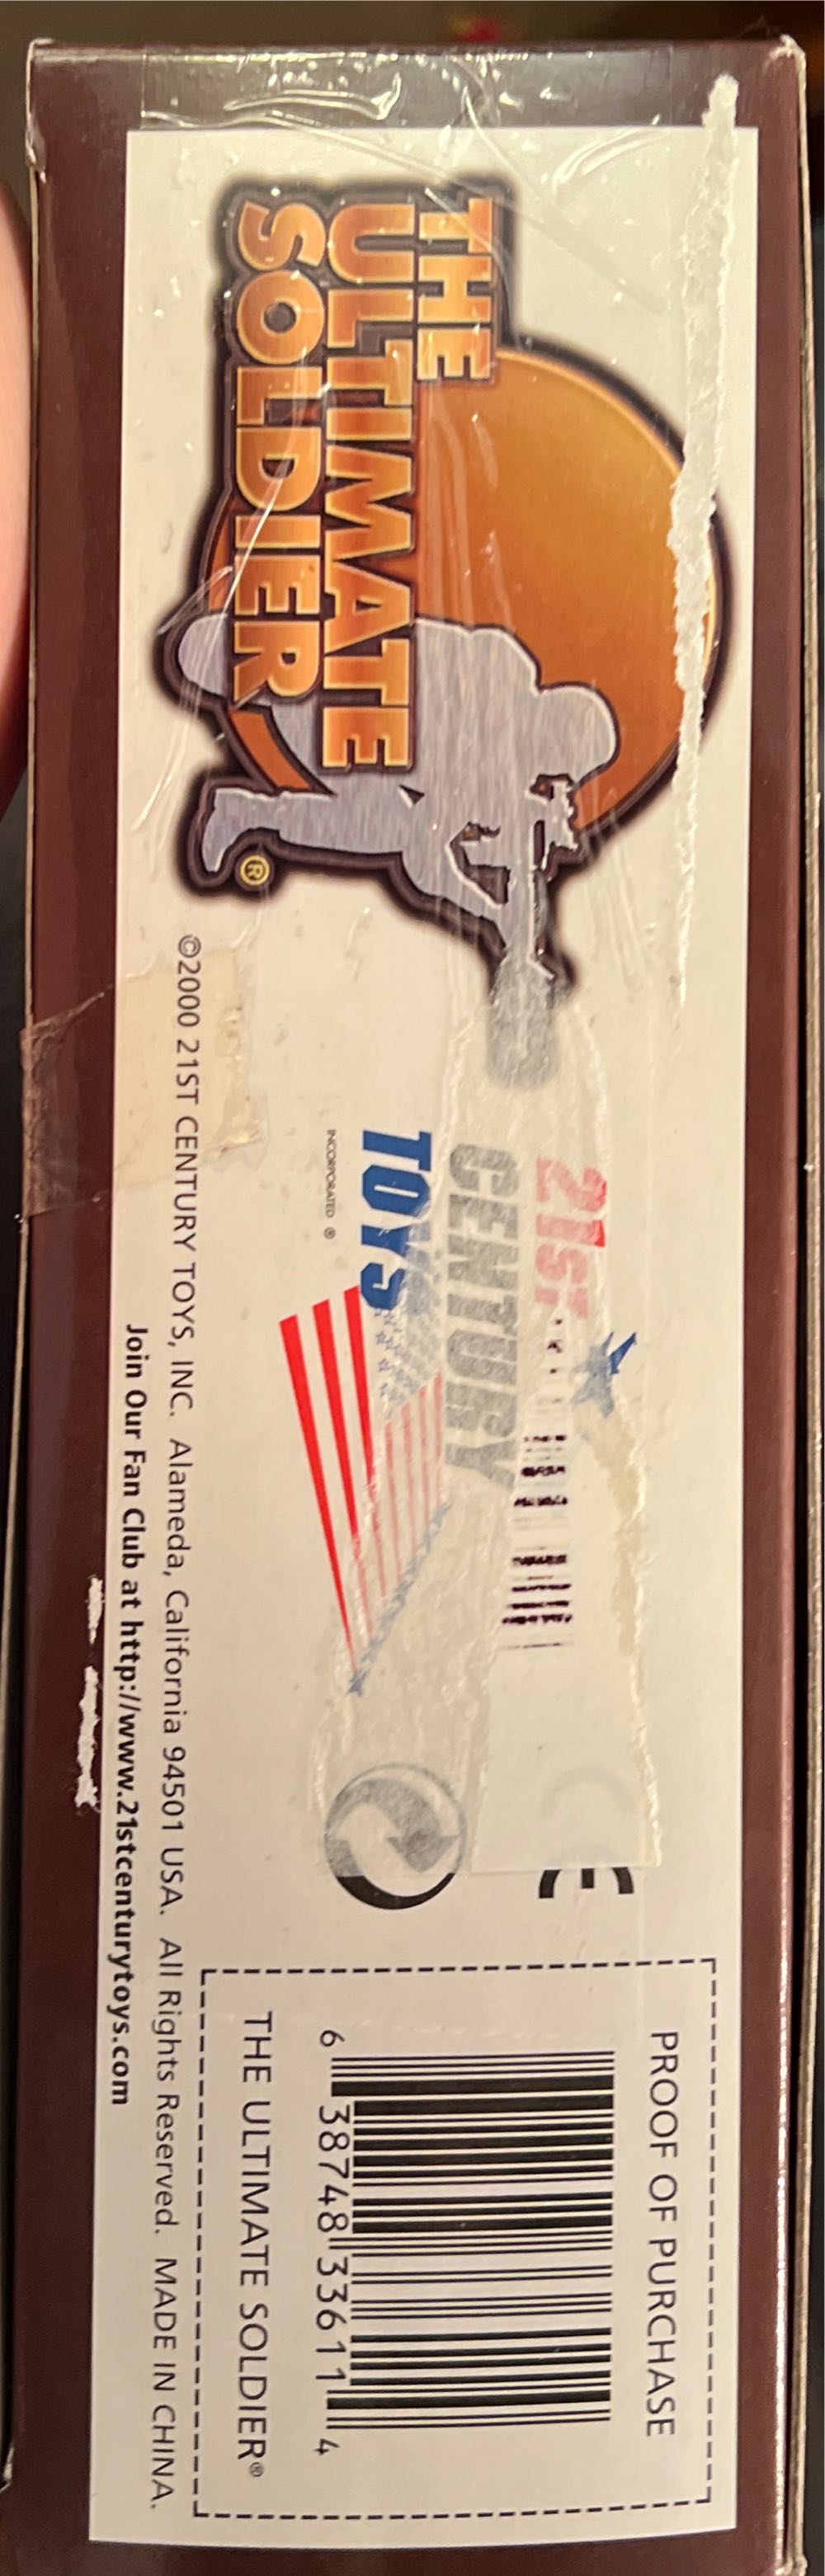 THE
ULTIMATE
SOLDIER
®
21ST
CENTURY
TOYS
INCORPORATED ®
©2000 21ST CENTURY TOYS, INC. Alameda, California 94501 USA. All Rights Reserved. MADE IN CHINA.
Join Our Fan Club at http://www.21stcenturytoys.com
PROOF OF PURCHASE
6 38748 33611 4
THE ULTIMATE SOLDIER®